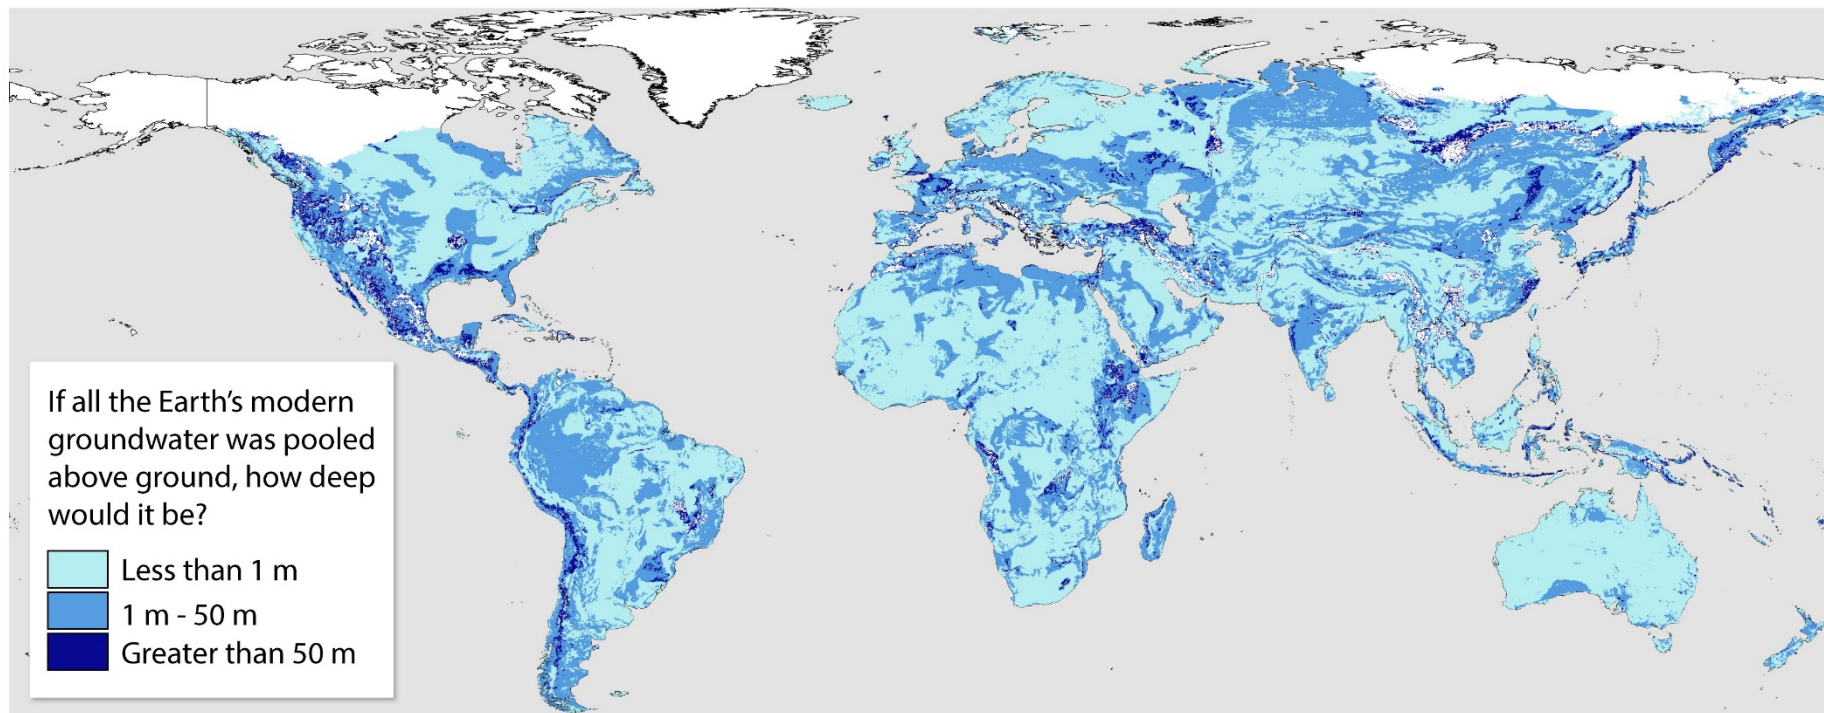 If all the Earth’s modern
groundwater was pooled
above ground, how deep
would it be?
Less than 1 m
1 m - 50 m
Greater than 50 m